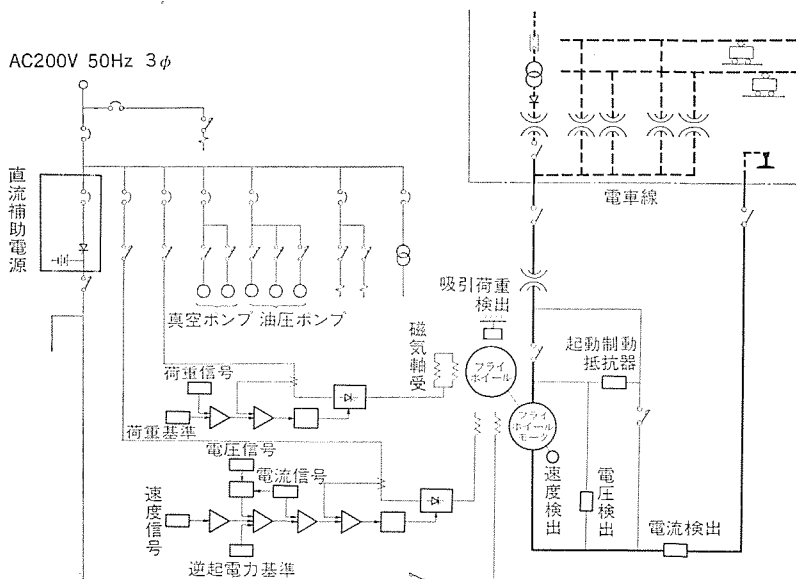 AC200V 50Hz 3φ
直流補助電源
電車線
吸引荷重
検出
真空ポンプ
油圧ポンプ
磁気軸受
フライ
ホイール
起動制動
抵抗器
荷重信号
荷重基準
フライ
ホイール
モータ
電圧信号
電流信号
速度信号
逆起電力基準
速度検出
電圧検出
電流検出